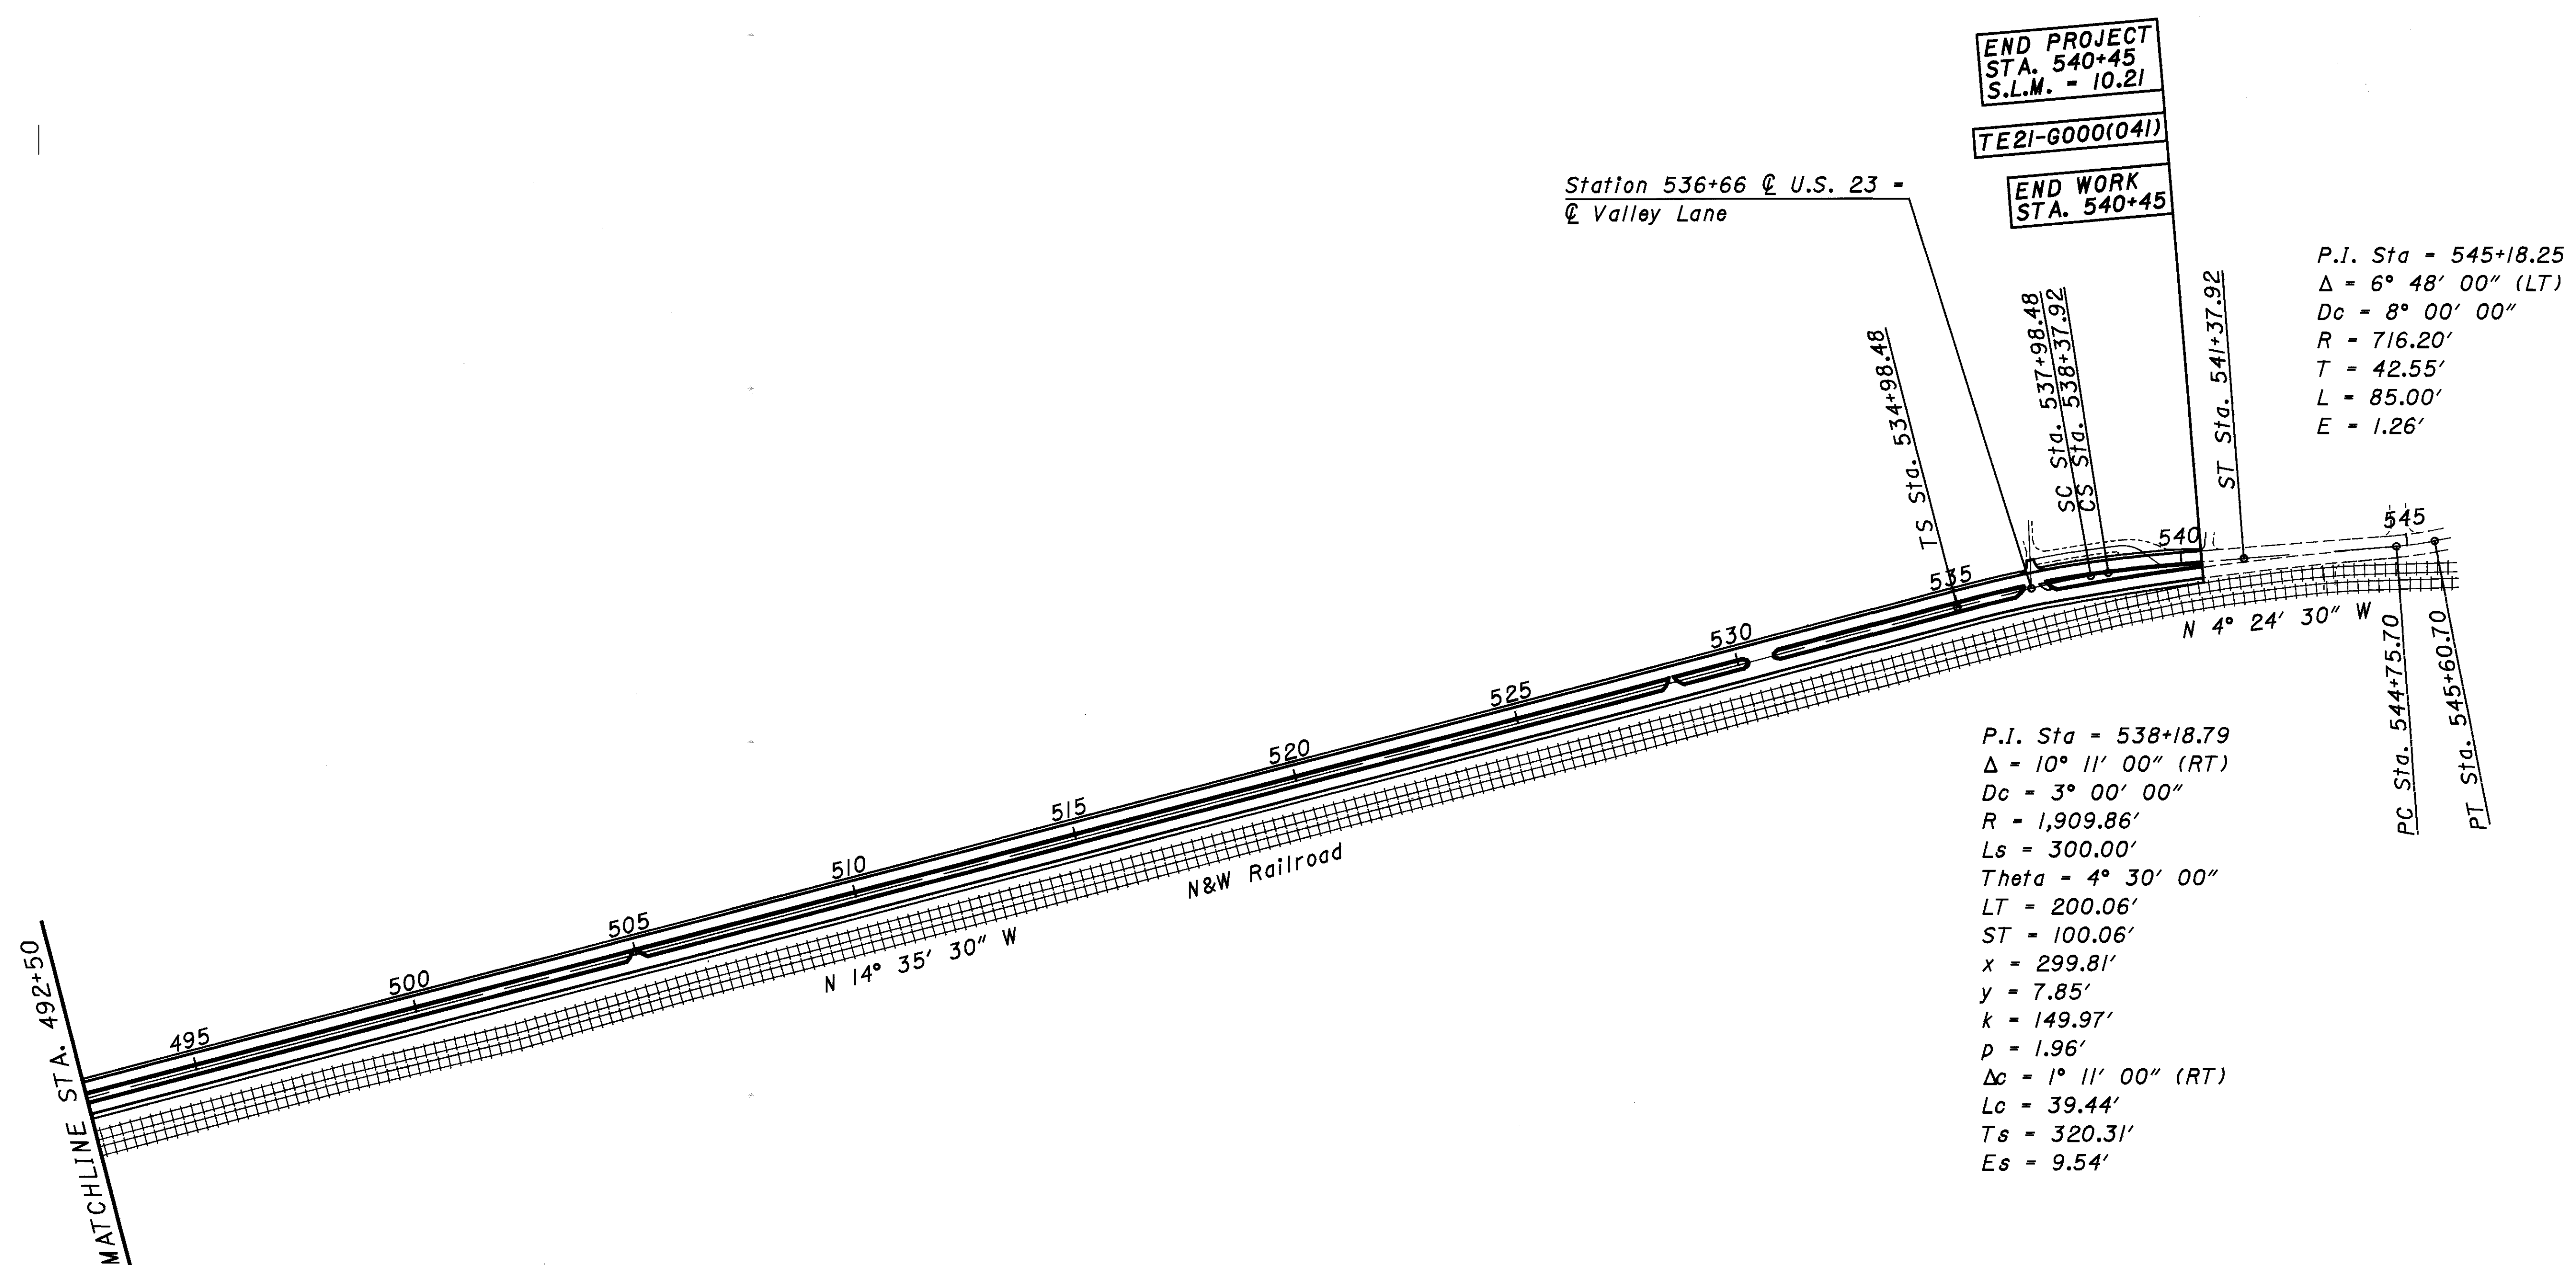 END PROJECT
STA. 540+45
S.L.M. = 10.21
TE21-G000(041)
END WORK
STA. 540+45
Station 536+66 ℄ U.S. 23 =
℄ Valley Lane
P.I. Sta = 545+18.25
Δ = 6° 48' 00" (LT)
Dc = 8° 00' 00"
R = 716.20'
T = 42.55'
L = 85.00'
E = 1.26'
TS Sta. 534+98.48
SC Sta. 537+98.48
CS Sta. 538+37.92
ST Sta. 541+37.92
545
540
535
530
525
520
515
510
505
500
495
N 4° 24' 30" W
PC Sta. 544+75.70
PT Sta. 545+60.70
N&W Railroad
N 14° 35' 30" W
MATCHLINE STA. 492+50
P.I. Sta = 538+18.79
Δ = 10° 11' 00" (RT)
Dc = 3° 00' 00"
R = 1,909.86'
Ls = 300.00'
Theta = 4° 30' 00"
LT = 200.06'
ST = 100.06'
x = 299.81'
y = 7.85'
k = 149.97'
p = 1.96'
Δc = 1° 11' 00" (RT)
Lc = 39.44'
Ts = 320.31'
Es = 9.54'